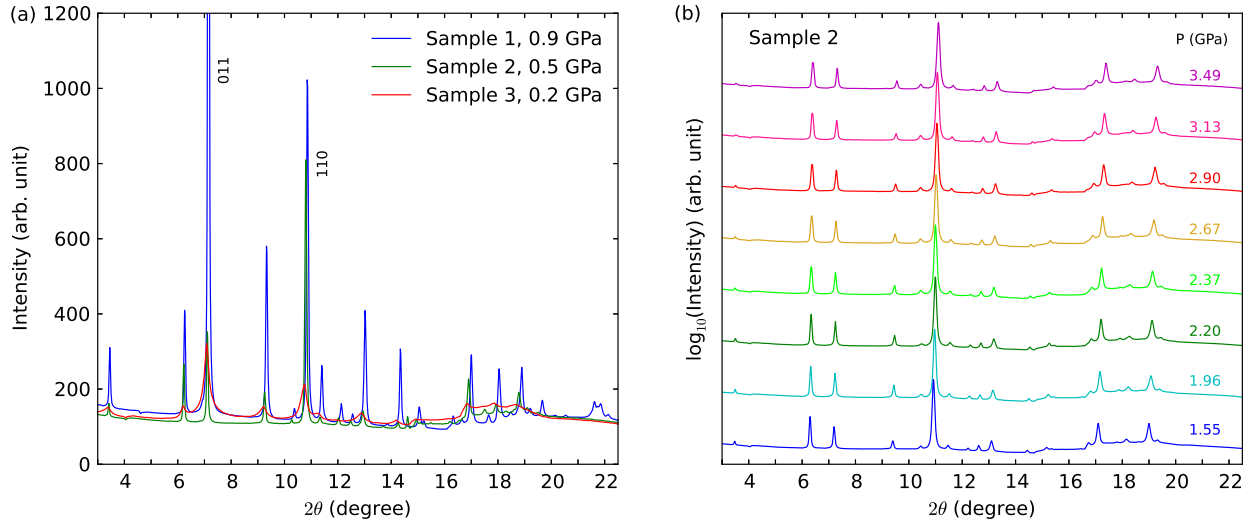 (a)
1200
1000
800
600
400
200
0
Intensity (arb. unit)
4 6 8 10 12 14 16 18 20 22
2θ (degree)
011
110
Sample 1, 0.9 GPa
Sample 2, 0.5 GPa
Sample 3, 0.2 GPa
(b)
Sample 2
P (GPa)
3.49
3.13
2.90
2.67
2.37
2.20
1.96
1.55
log₁₀(Intensity) (arb. unit)
4 6 8 10 12 14 16 18 20 22
2θ (degree)